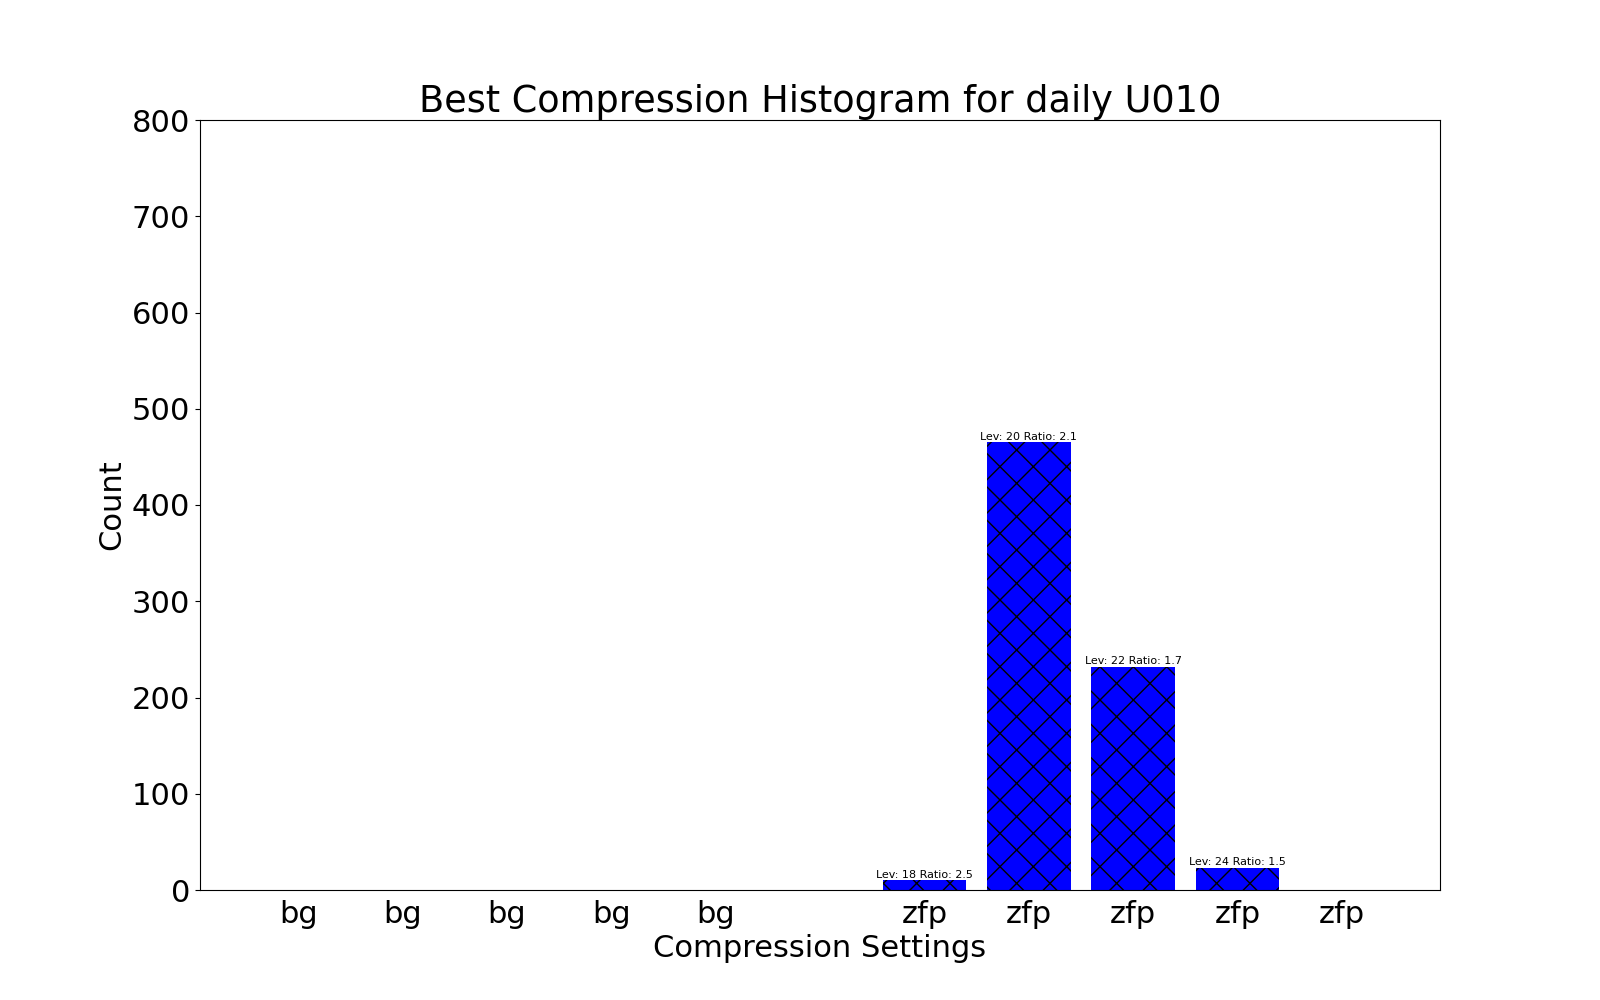 Best Compression Histogram for daily U010
800
700
600
500
400
300
200
100
0
Count
Lev: 18 Ratio: 2.5
Lev: 20 Ratio: 2.1
Lev: 22 Ratio: 1.7
Lev: 24 Ratio: 1.5
bg bg bg bg bg zfp zfp zfp zfp zfp
Compression Settings